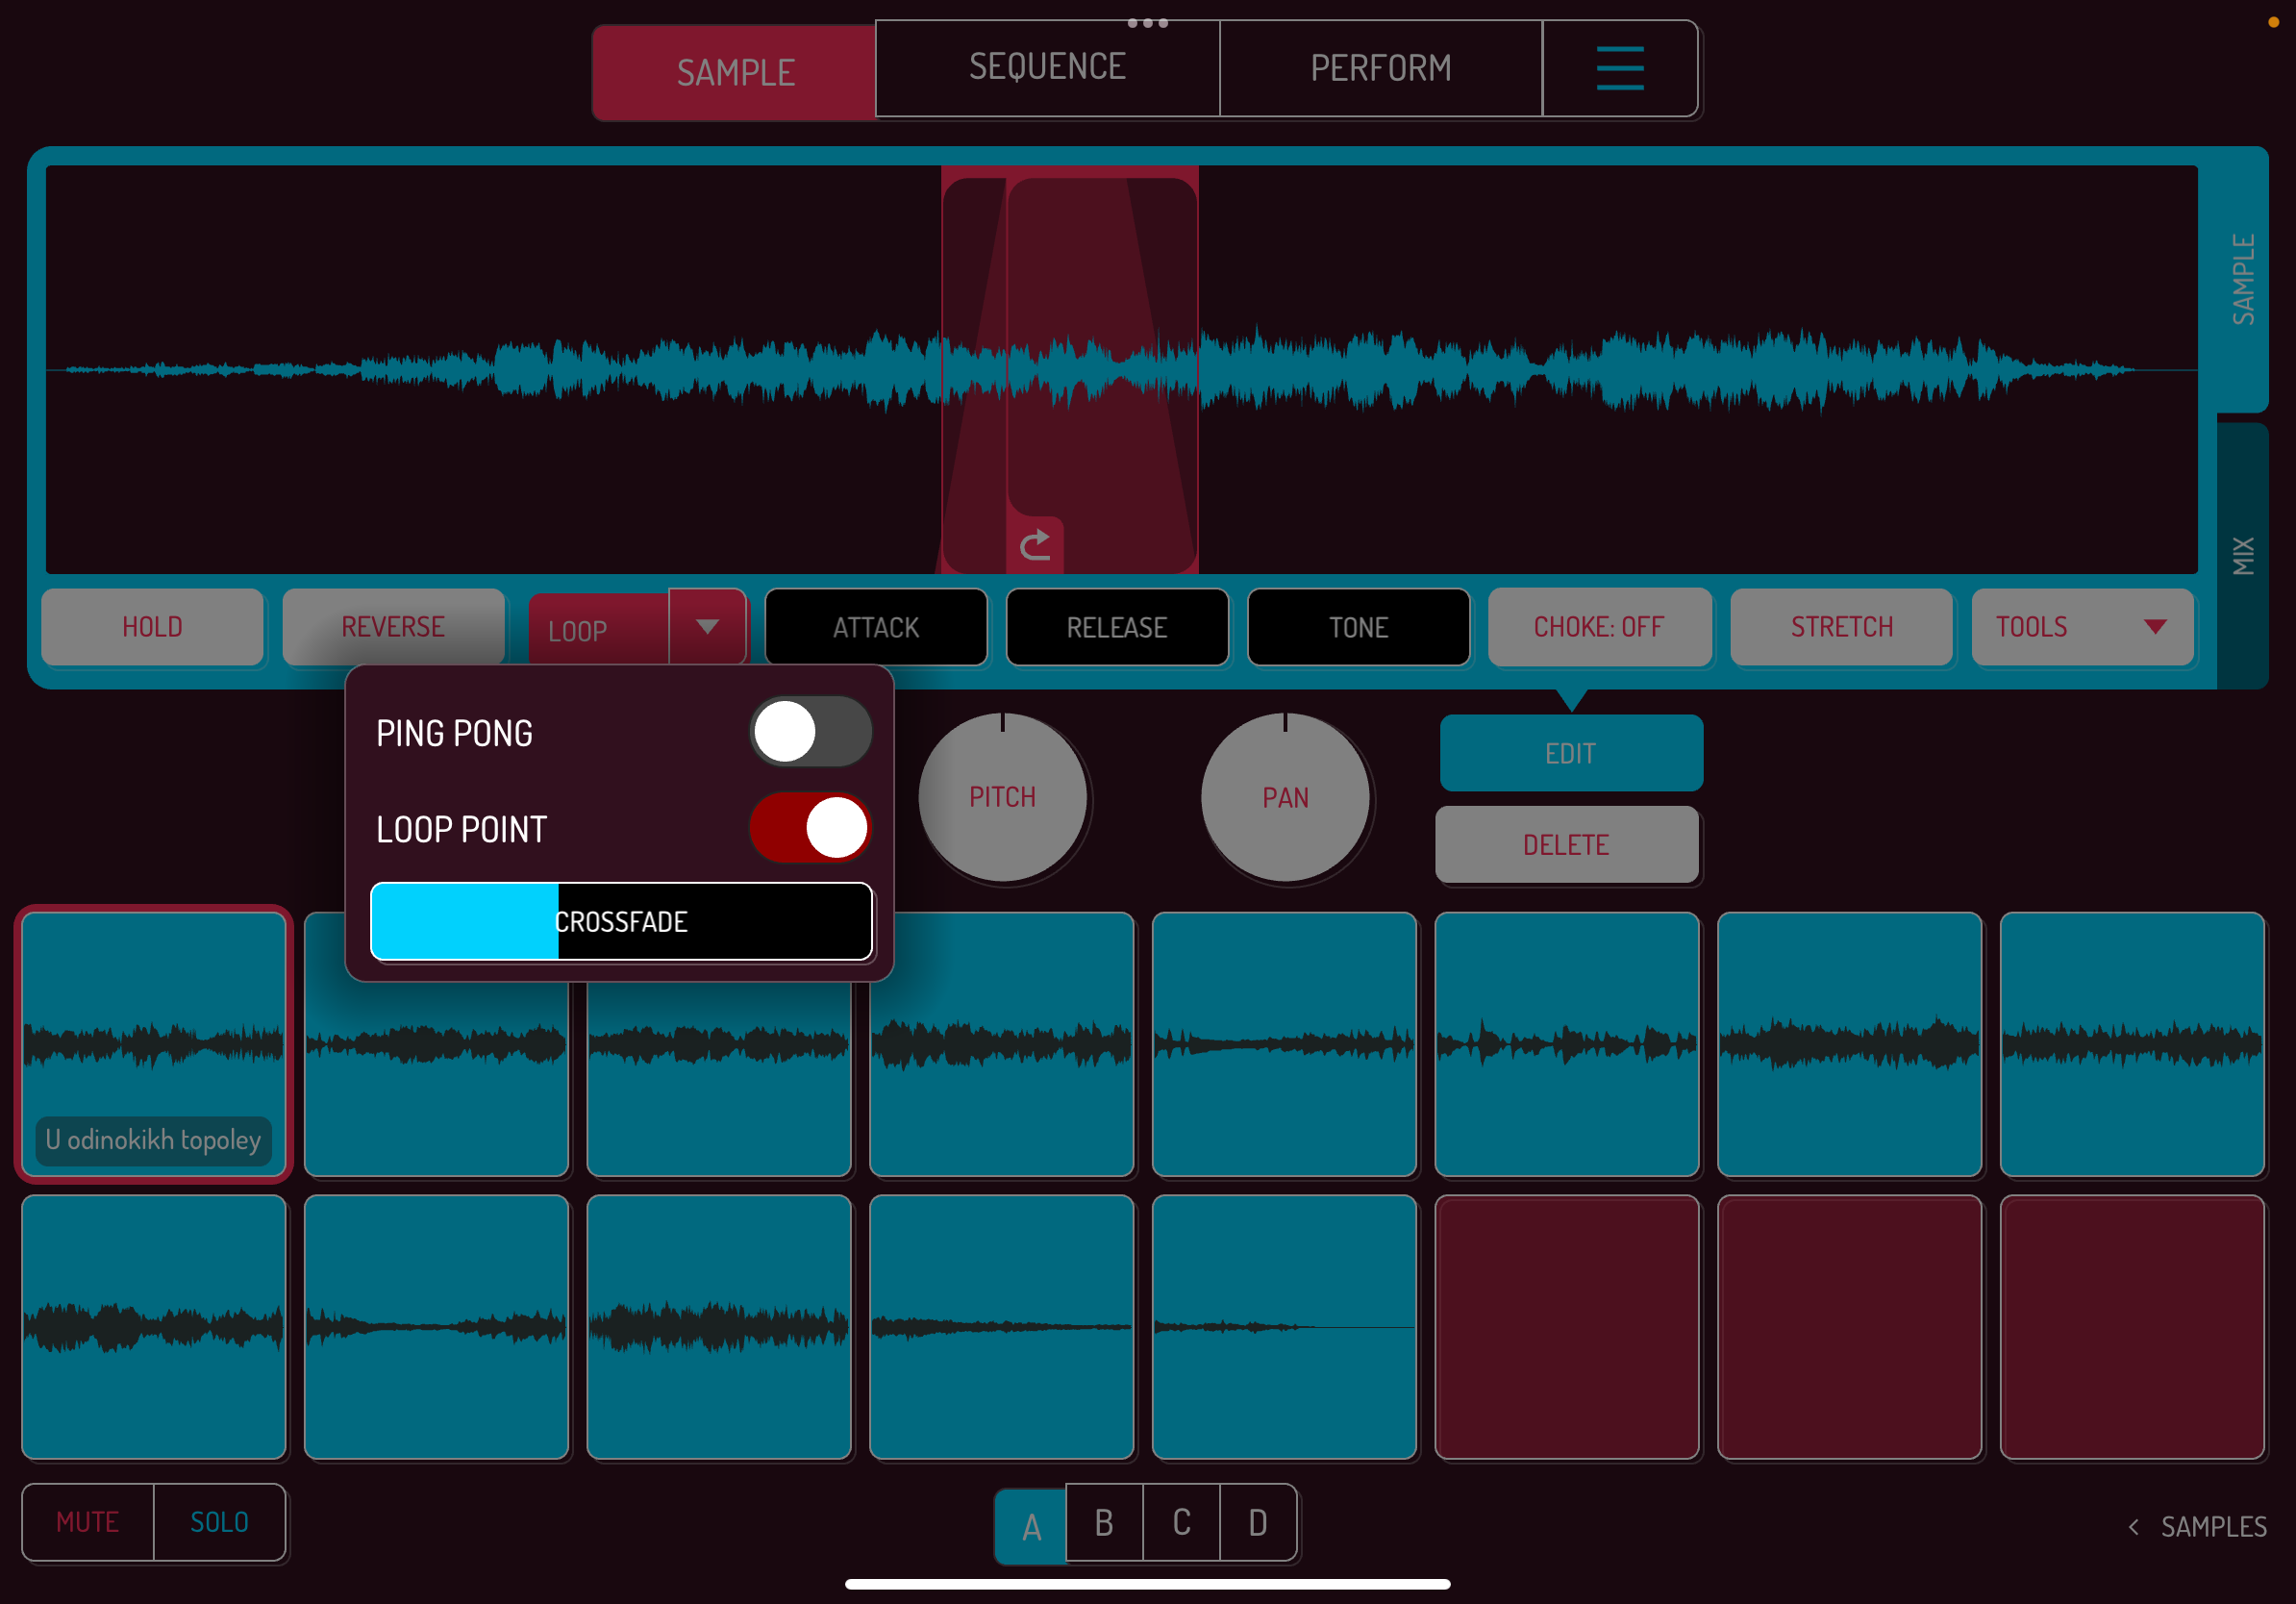 SAMPLE
SEQUENCE
PERFORM
SAMPLE
MIX
HOLD
REVERSE
LOOP
ATTACK
RELEASE
TONE
CHOKE: OFF
STRETCH
TOOLS
PING PONG
LOOP POINT
CROSSFADE
PITCH
PAN
EDIT
DELETE
U odinokikh topoley
MUTE
SOLO
A
B
C
D
SAMPLES